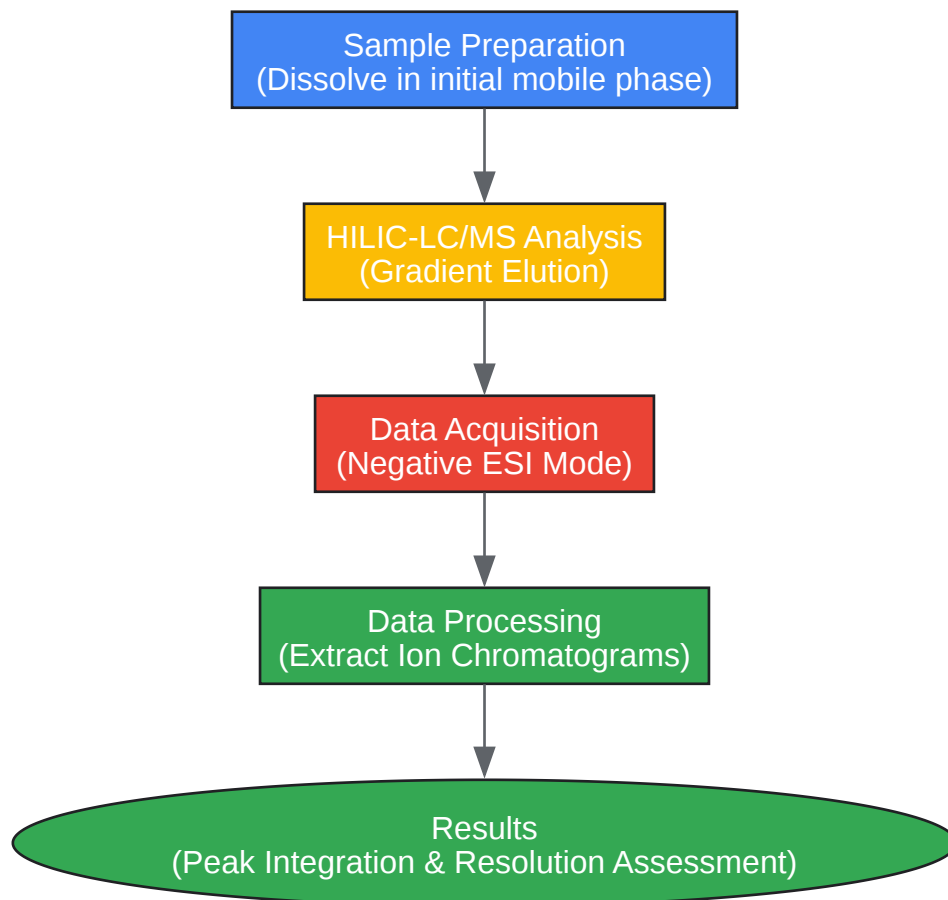 Sample Preparation
(Dissolve in initial mobile phase)
HILIC-LC/MS Analysis
(Gradient Elution)
Data Acquisition
(Negative ESI Mode)
Data Processing
(Extract Ion Chromatograms)
Results
(Peak Integration & Resolution Assessment)